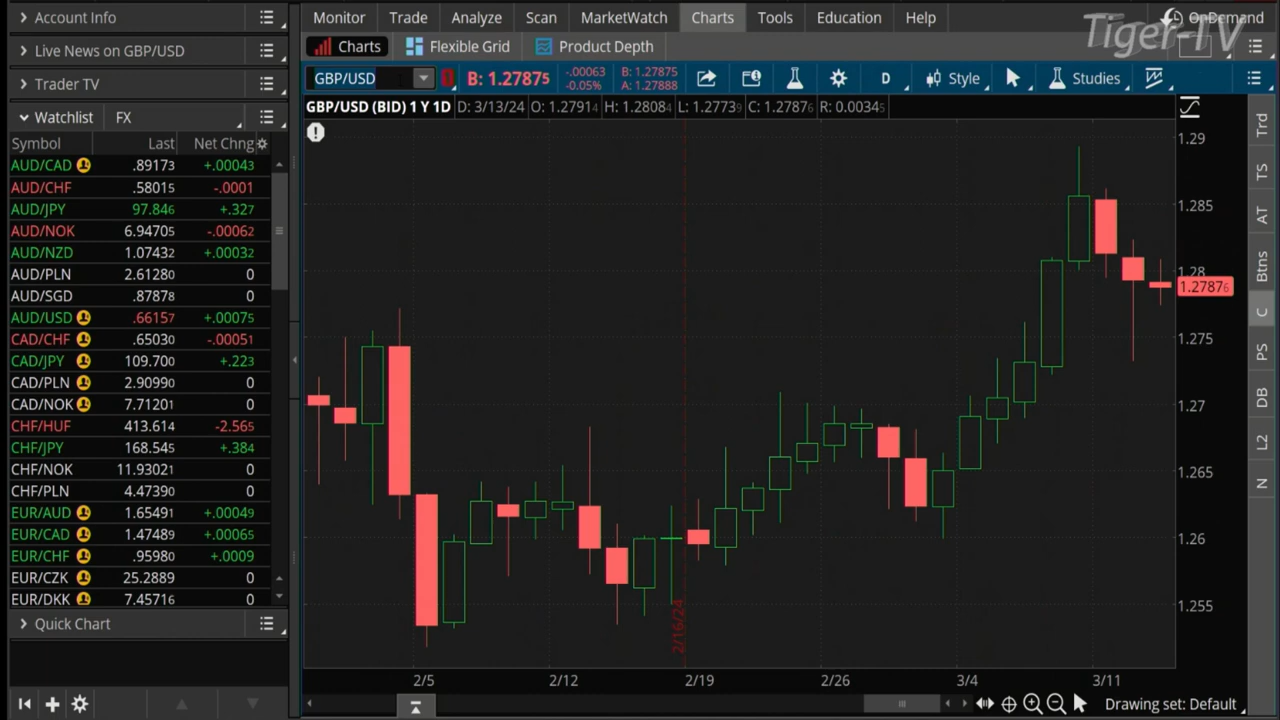 Account Info
Live News on GBP/USD
Trader TV
Watchlist FX
Symbol Last Net Chng
AUD/CAD .89173 +.00043
AUD/CHF .58015 -.0001
AUD/JPY 97.846 +.327
AUD/NOK 6.94705 -.00062
AUD/NZD 1.07432 +.00032
AUD/PLN 2.61280 0
AUD/SGD .87878 0
AUD/USD .66157 +.00075
CAD/CHF .65030 -.00051
CAD/JPY 109.700 +.223
CAD/PLN 2.90990 0
CAD/NOK 7.71201 0
CHF/HUF 413.614 -2.565
CHF/JPY 168.545 +.384
CHF/NOK 11.93021 0
CHF/PLN 4.47390 0
EUR/AUD 1.65491 +.00049
EUR/CAD 1.47489 +.00065
EUR/CHF .95980 +.0009
EUR/CZK 25.2889 0
EUR/DKK 7.45716 0
Quick Chart
Monitor Trade Analyze Scan MarketWatch Charts Tools Education Help
OnDemand
Tiger-TV
Charts Flexible Grid Product Depth
GBP/USD B: 1.27875 -.00063 B: 1.27875 D Style Studies
-0.05% A: 1.27888
GBP/USD (BID) 1 Y 1D D: 3/13/24 O: 1.27914 H: 1.28084 L: 1.27739 C: 1.27876 R: 0.00345
1.29
1.285
1.28
1.27876
1.275
1.27
1.265
1.26
1.255
2/16/24
2/5 2/12 2/19 2/26 3/4 3/11
Drawing set: Default
Trd
TS
AT
Btns
C
PS
DB
L2
N